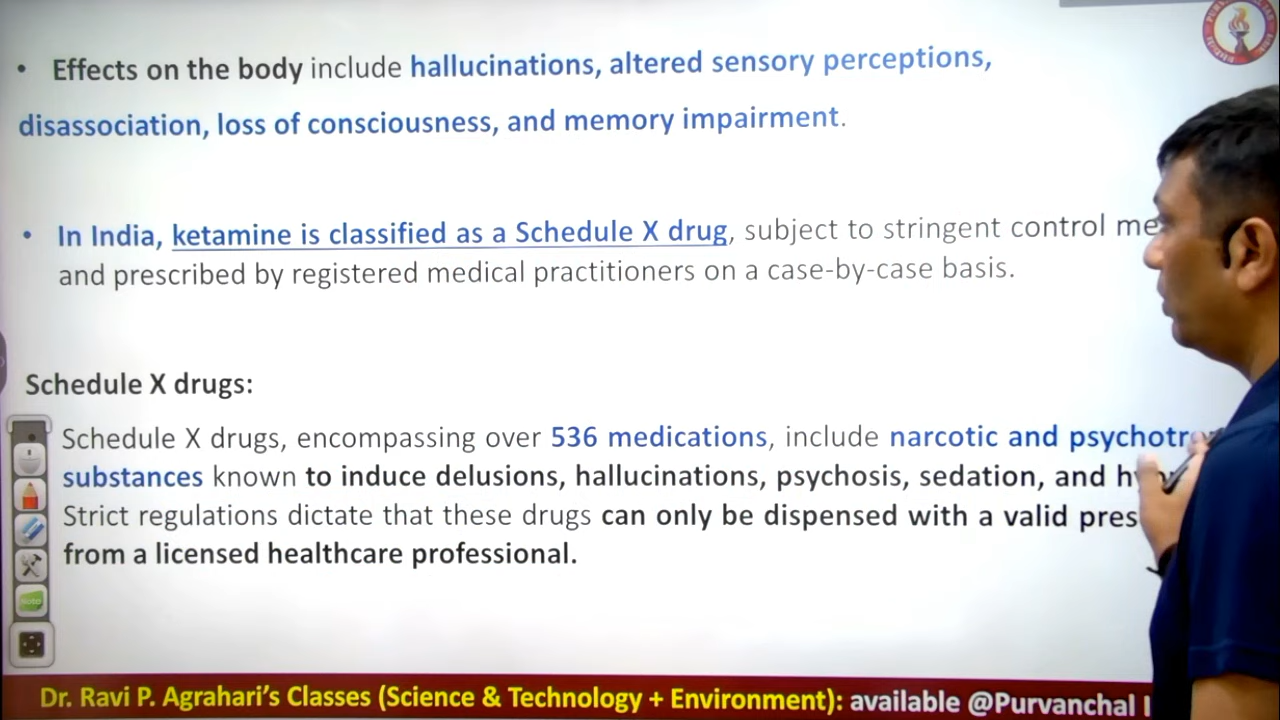 • Effects on the body include hallucinations, altered sensory perceptions,
disassociation, loss of consciousness, and memory impairment.
• In India, ketamine is classified as a Schedule X drug, subject to stringent control me
and prescribed by registered medical practitioners on a case-by-case basis.
Schedule X drugs:
Schedule X drugs, encompassing over 536 medications, include narcotic and psychotr
substances known to induce delusions, hallucinations, psychosis, sedation, and hy
Strict regulations dictate that these drugs can only be dispensed with a valid pres
from a licensed healthcare professional.
Dr. Ravi P. Agrahari's Classes (Science & Technology + Environment): available @Purvanchal I